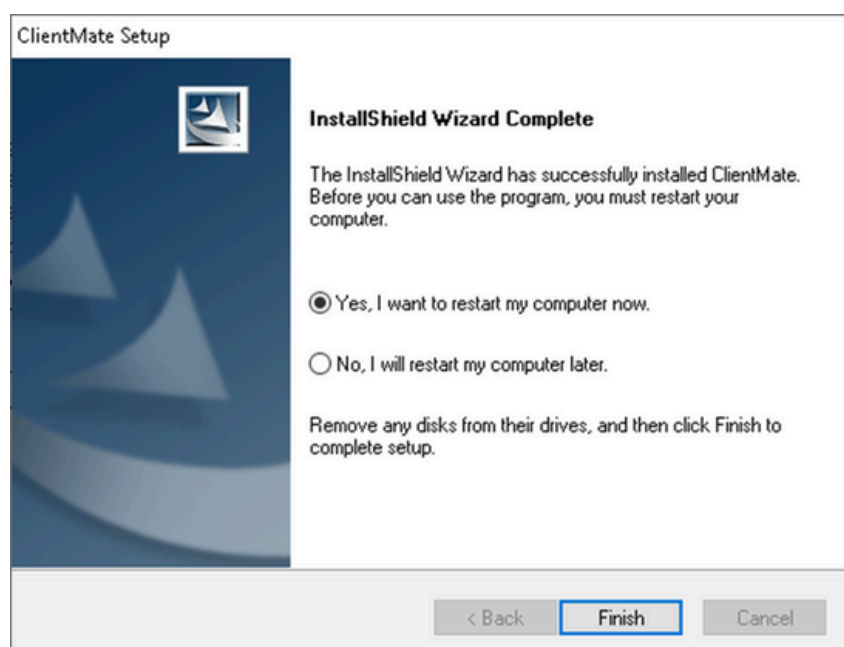 ClientMate Setup
InstallShield Wizard Complete
The InstallShield Wizard has successfully installed ClientMate.
Before you can use the program, you must restart your
computer.
Yes, I want to restart my computer now.
No, I will restart my computer later.
Remove any disks from their drives, and then click Finish to
complete setup.
< Back Finish Cancel